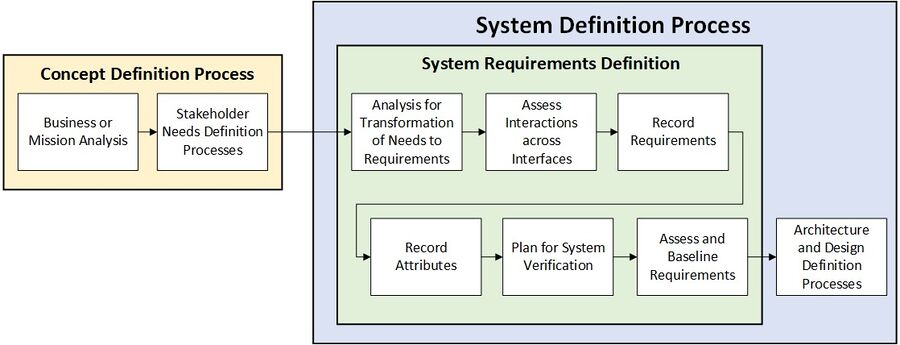 System Definition Process
Concept Definition Process
Business or
Mission Analysis
Stakeholder
Needs Definition
Processes
System Requirements Definition
Analysis for
Transformation
of Needs to
Requirements
Assess
Interactions
across
Interfaces
Record
Requirements
Record
Attributes
Plan for System
Verification
Assess and
Baseline
Requirements
Architecture
and Design
Definition
Processes